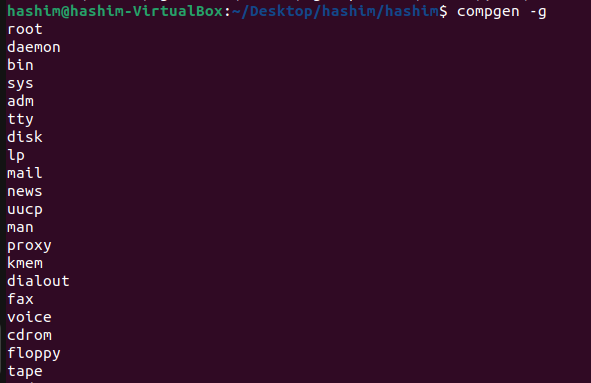 hashim@hashim-VirtualBox:~/Desktop/hashim/hashim$ compgen -g
root
daemon
bin
sys
adm
tty
disk
lp
mail
news
uucp
man
proxy
kmem
dialout
fax
voice
cdrom
floppy
tape